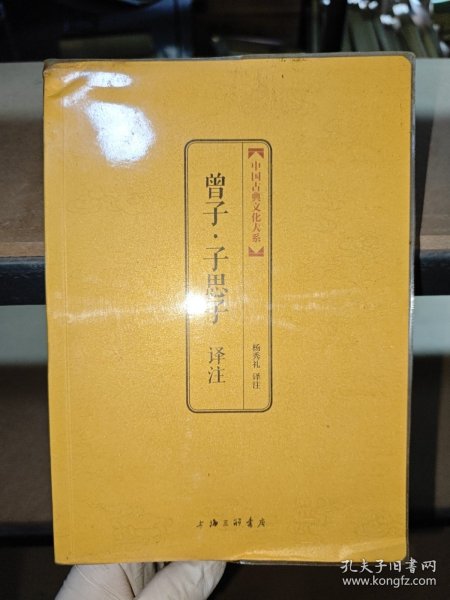 【中国古典文化大系】
曾子·子思子 译注
杨秀礼 译注
上海三联书店
孔夫子旧书网
www.kongfz.com